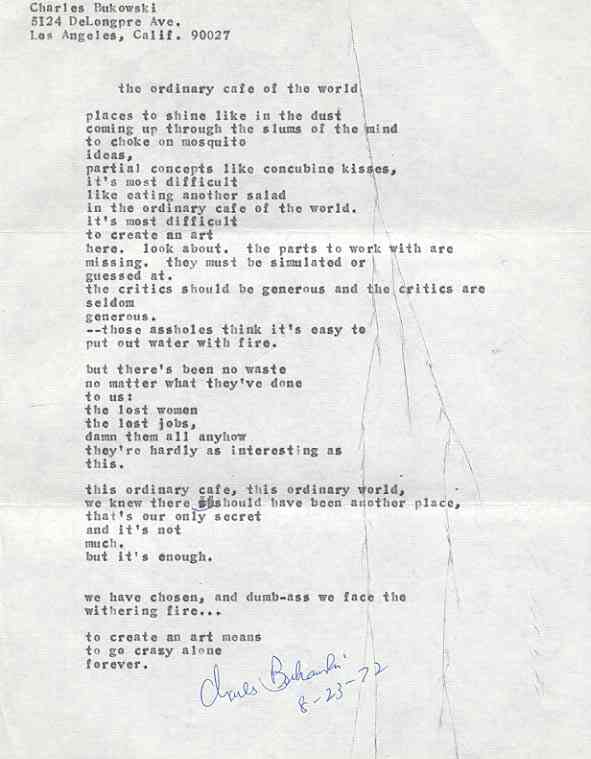 Charles Bukowski
5124 DeLongpre Ave.
Los Angeles, Calif. 90027
the ordinary cafe of the world
places to shine like in the dust
coming up through the slums of the mind
to choke on mosquito
ideas,
partial concepts like concubine kisses,
it's most difficult
like eating another salad
in the ordinary cafe of the world.
it's most difficult
to create an art
here. look about. the parts to work with are
missing. they must be simulated or
guessed at.
the critics should be generous and the critics are
seldom
generous.
--those assholes think it's easy to
put out water with fire.
but there's been no waste
no matter what they've done
to us:
the lost women
the lost jobs,
damn them all anyhow
they're hardly as interesting as
this.
this ordinary cafe, this ordinary world,
we knew there should have been another place,
that's our only secret
and it's not
much.
but it's enough.
we have chosen, and dumb-ass we face the
withering fire...
to create an art means
to go crazy alone
forever.
Charles Bukowski
8-23-72